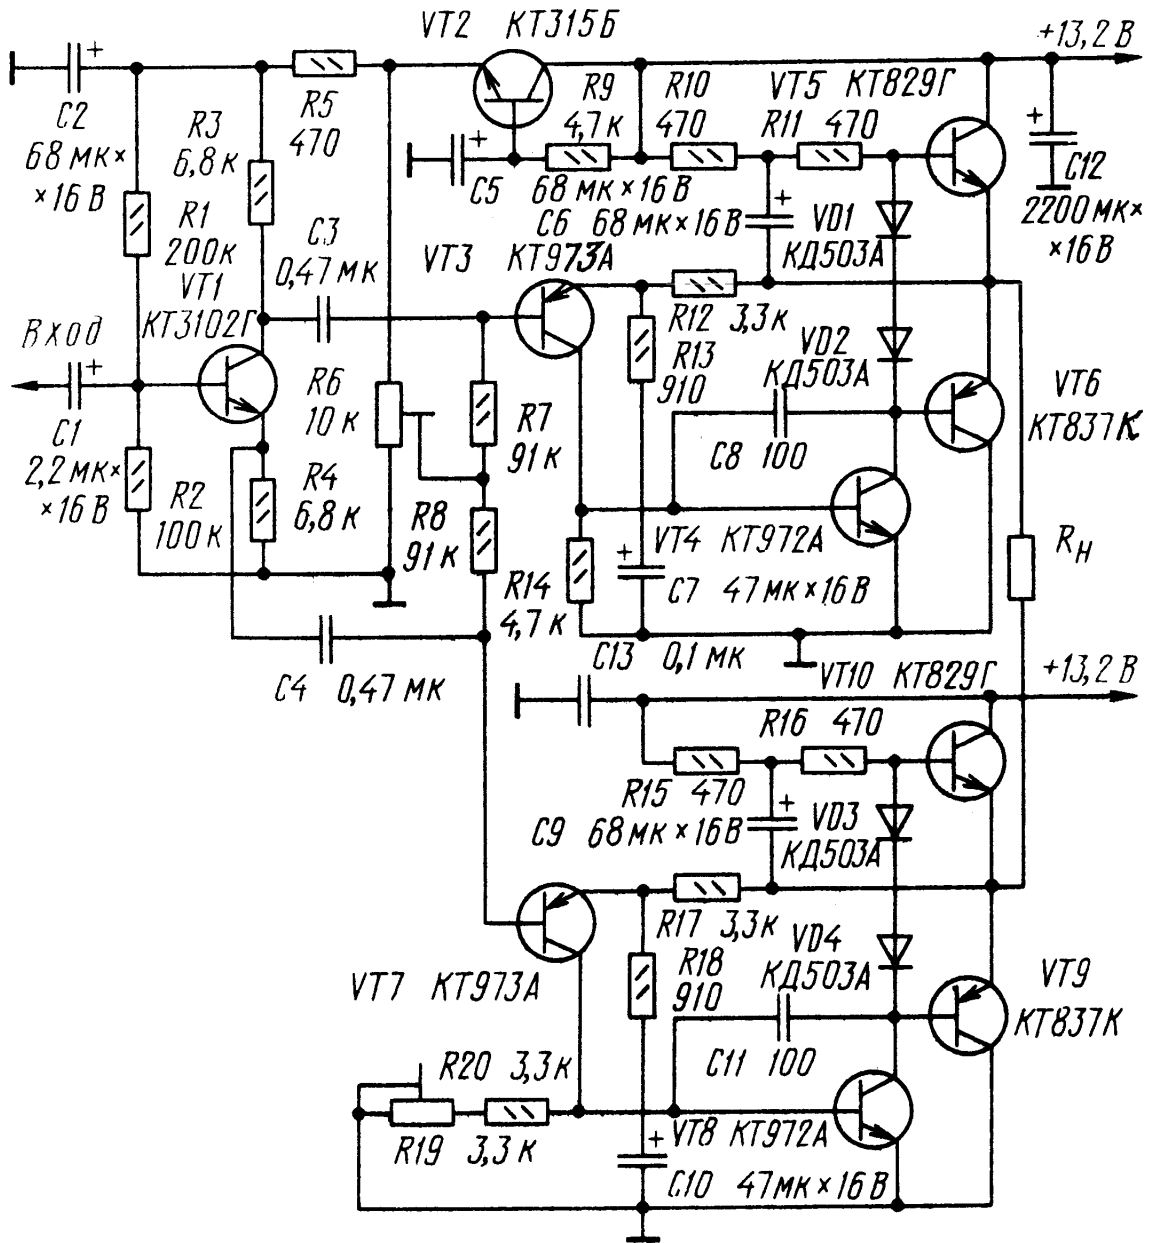 VT2 КТ315Б
+13,2 В
C2
68 мк×
×16 В
R3
6,8 к
R5
470
R9
4,7 к
R10
470
VT5 КТ829Г
R11 470
C12
2200 мк×
×16 В
C5
68 мк×16 В
C6 68 мк×16 В
VD1
КД503А
R1
200к
C3
0,47 мк
VT3 КТ973А
VT1
КТ3102Г
Вход
R12 3,3 к
R13
910
VD2
КД503А
VT6
КТ837К
C1
2,2 мк×
×16 В
R6
10 к
R7
91 к
C8 100
R2
100 к
R4
6,8 к
R8
91 к
VT4 КТ972А
RН
R14
4,7 к
C7 47 мк×16 В
C13 0,1 мк
C4 0,47 мк
VT10 КТ829Г
+13,2 В
R16 470
R15 470
C9 68 мк×16 В
VD3
КД503А
R17 3,3 к
VT7 КТ973А
R18
910
VD4
КД503А
VT9
КТ837К
C11 100
R20 3,3 к
R19 3,3 к
VT8 КТ972А
C10 47 мк×16 В